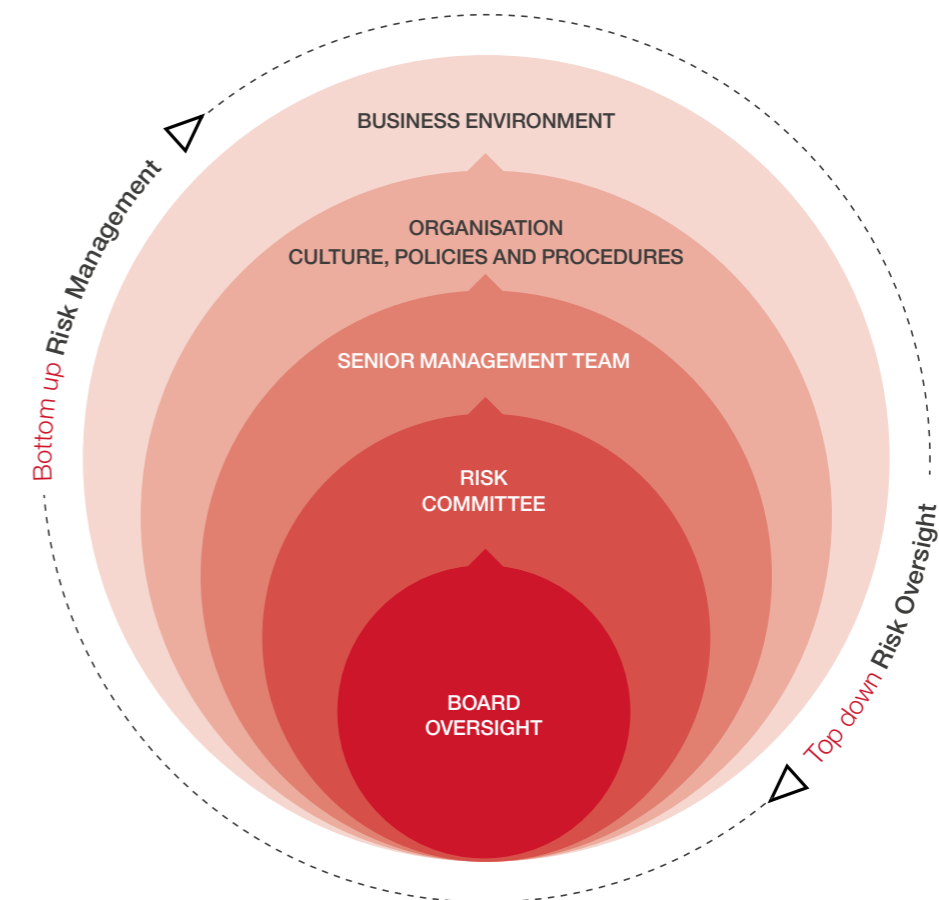 BUSINESS ENVIRONMENT
ORGANISATION
CULTURE, POLICIES AND PROCEDURES
SENIOR MANAGEMENT TEAM
RISK
COMMITTEE
BOARD
OVERSIGHT
Bottom up Risk Management
Top down Risk Oversight